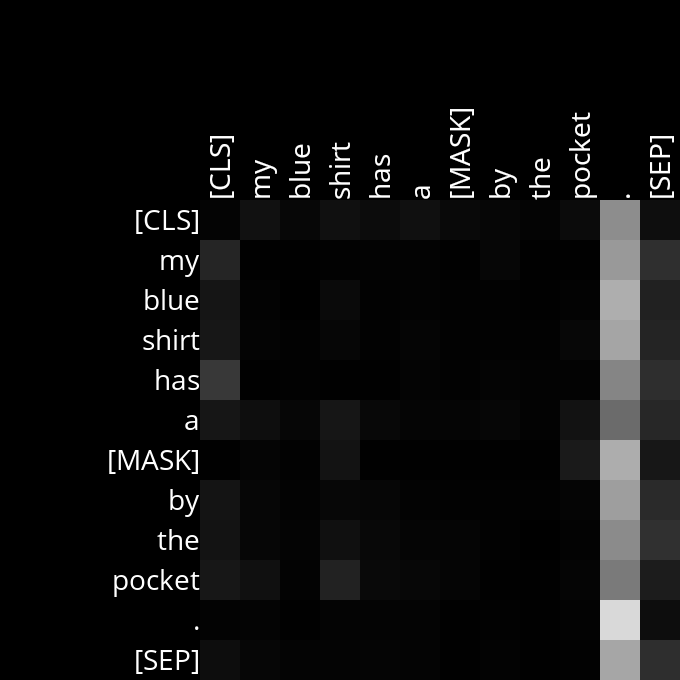 [CLS] my blue shirt has a [MASK] by the pocket . [SEP]
[CLS]
my
blue
shirt
has
a
[MASK]
by
the
pocket
.
[SEP]